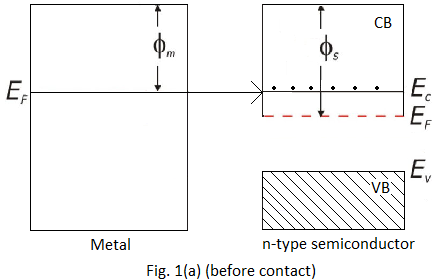 ϕm
ϕs
CB
EF
Ec
EF
Ev
VB
Metal
n-type semiconductor
Fig. 1(a) (before contact)